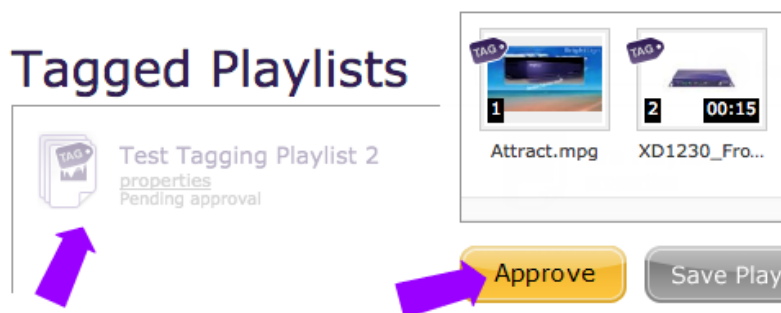 Tagged Playlists
TAG
Test Tagging Playlist 2
properties
Pending approval
TAG
BrightSign
1
Attract.mpg
TAG
2
00:15
XD1230_Fro...
Approve
Save Play